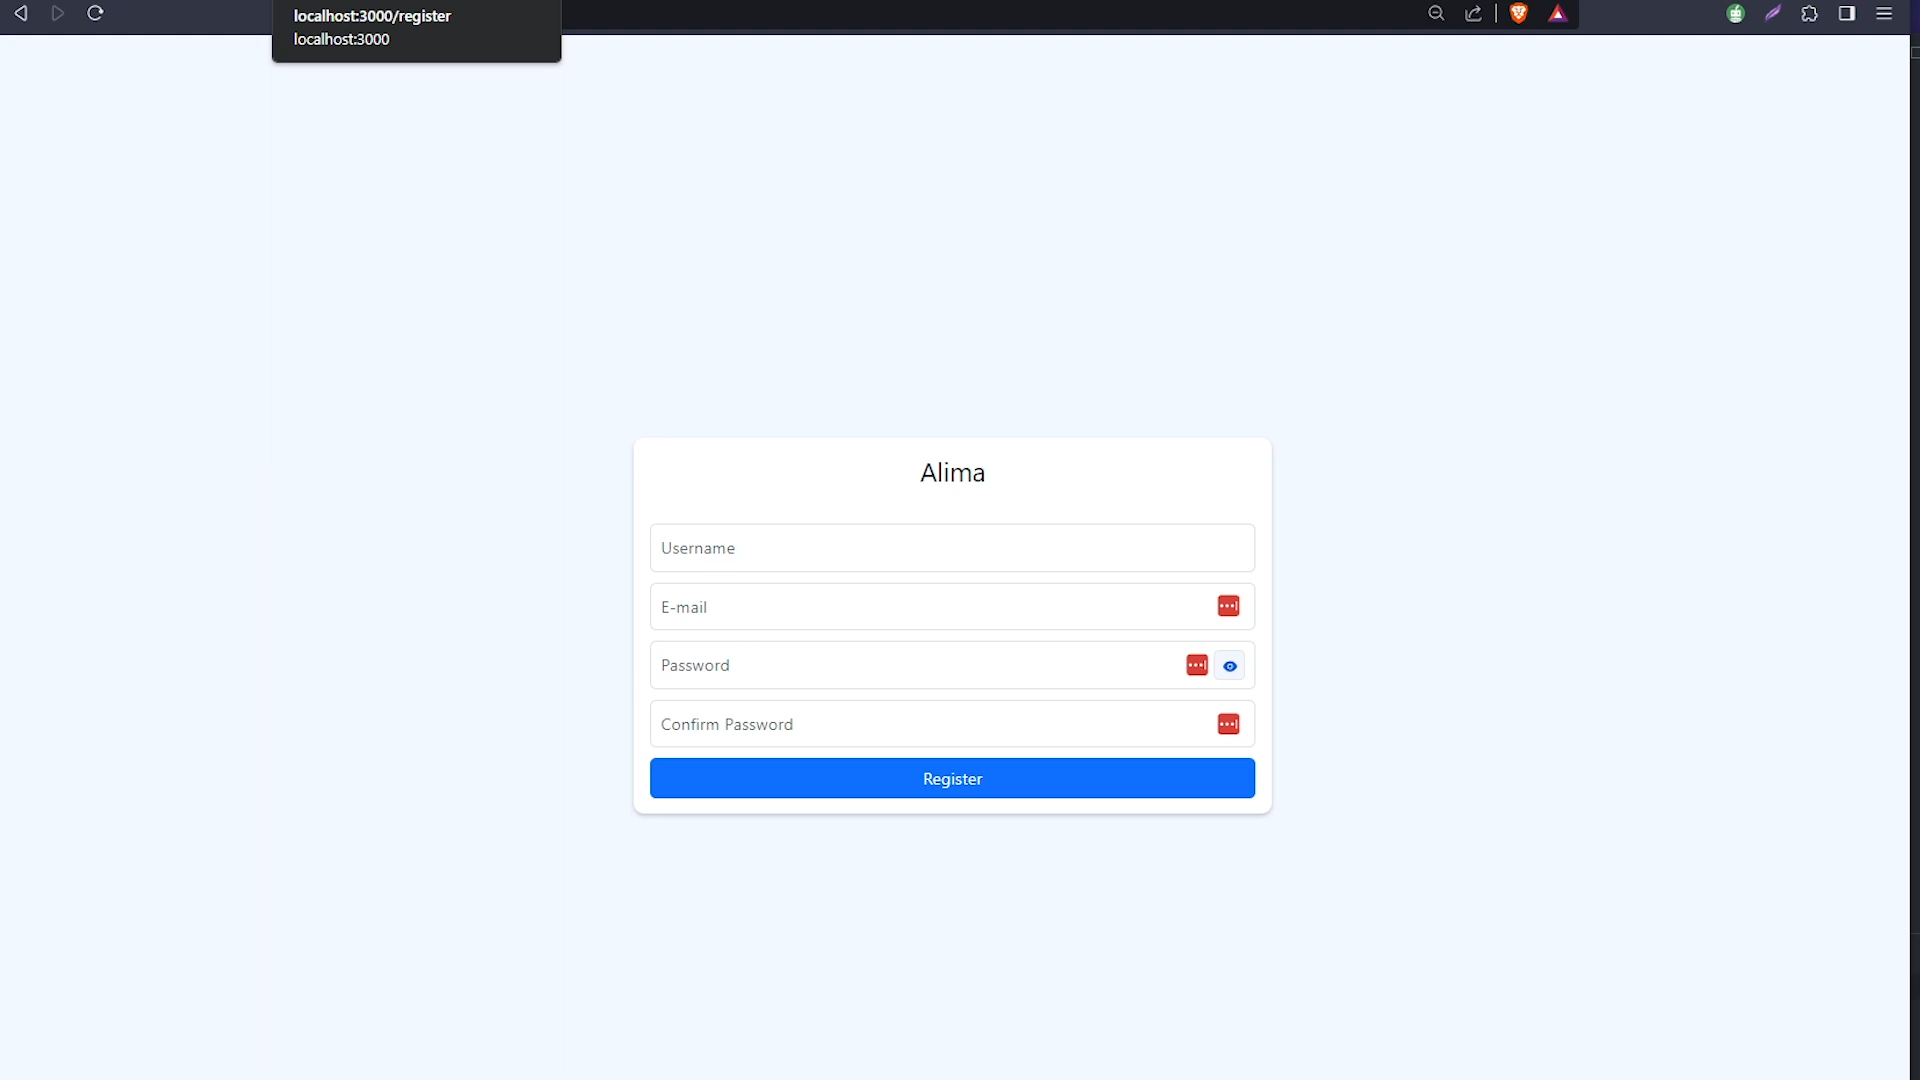 localhost:3000/register
localhost:3000
Alima
Username
E-mail
Password
Confirm Password
Register